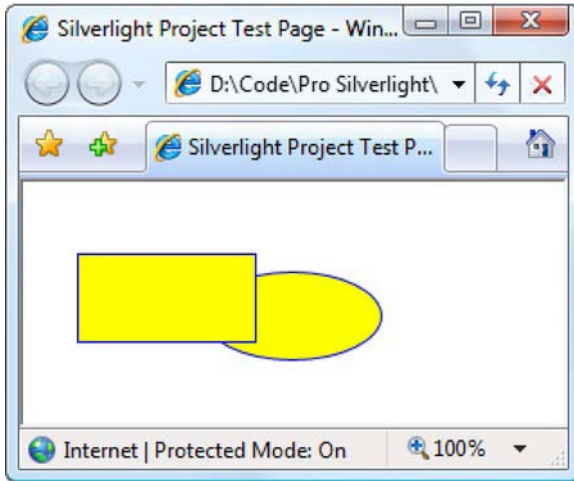 Silverlight Project Test Page - Win...
D:\Code\Pro Silverlight\
Silverlight Project Test P...
Internet | Protected Mode: On
100%